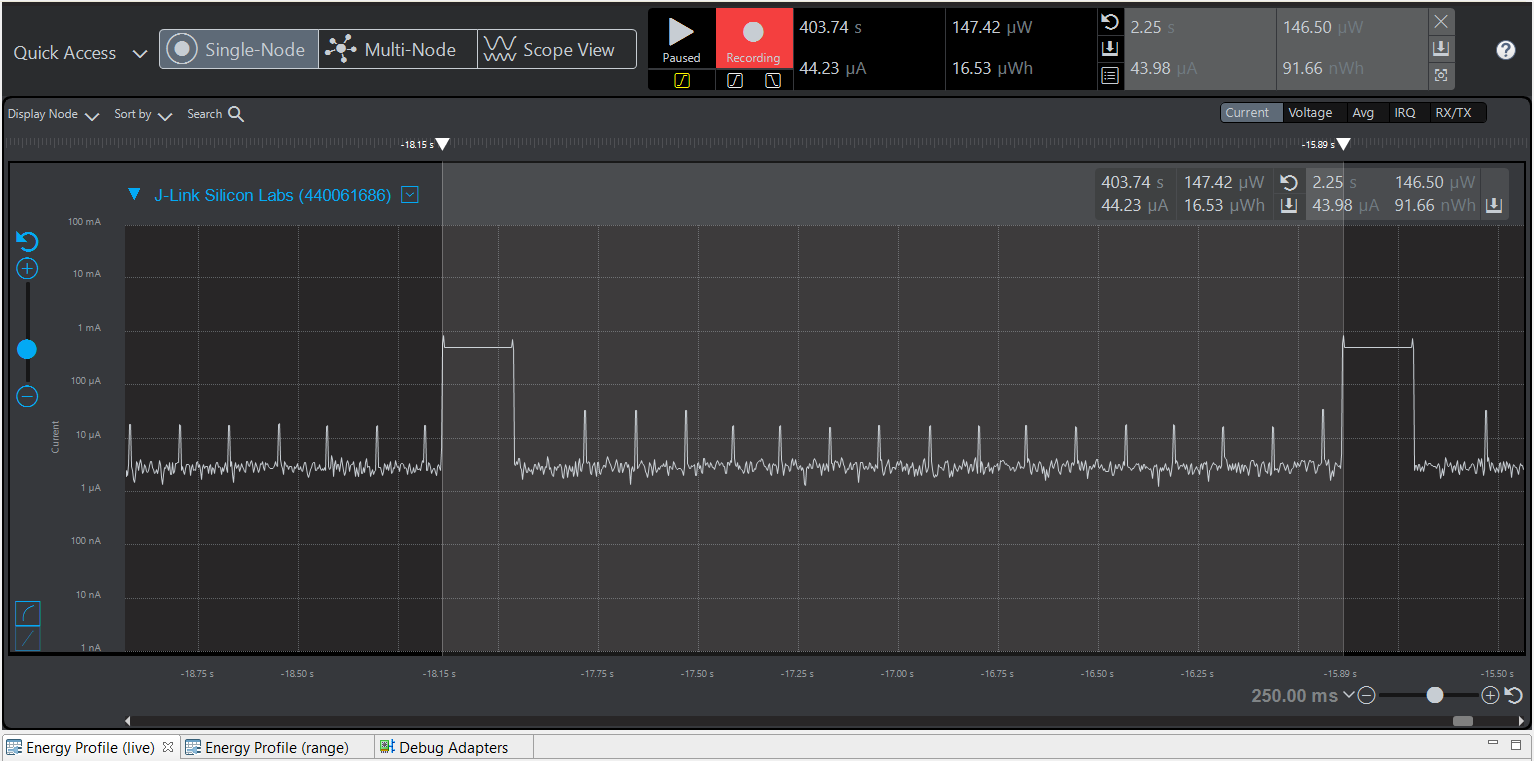 Quick Access
Single-Node
Multi-Node
Scope View
Paused
Recording
403.74 s
147.42 µW
44.23 µA
16.53 µWh
2.25 s
146.50 µW
43.98 µA
91.66 nWh
Display Node
Sort by
Search
Current
Voltage
Avg
IRQ
RX/TX
-18.15 s
-15.89 s
J-Link Silicon Labs (440061686)
403.74 s
147.42 µW
44.23 µA
16.53 µWh
2.25 s
146.50 µW
43.98 µA
91.66 nWh
100 mA
10 mA
1 mA
100 µA
10 µA
1 µA
100 nA
10 nA
1 nA
Current
-18.75 s
-18.50 s
-18.15 s
-17.75 s
-17.50 s
-17.25 s
-17.00 s
-16.75 s
-16.50 s
-16.25 s
-15.89 s
-15.50 s
250.00 ms
Energy Profile (live)
Energy Profile (range)
Debug Adapters